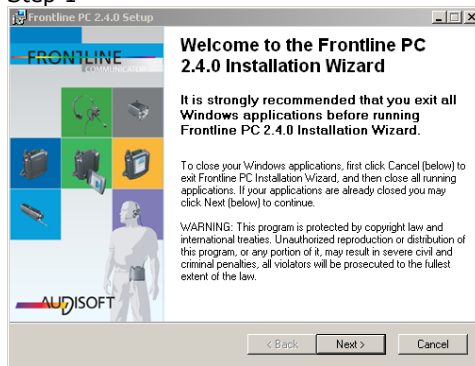 Step 1
Frontline PC 2.4.0 Setup
FRONTLINE
COMMUNICATOR
Welcome to the Frontline PC
2.4.0 Installation Wizard
It is strongly recommended that you exit all
Windows applications before running
Frontline PC 2.4.0 Installation Wizard.
To close your Windows applications, first click Cancel (below) to
exit Frontline PC Installation Wizard, and then close all running
applications. If your applications are already closed you may
click Next (below) to continue.
WARNING: This program is protected by copyright law and
international treaties. Unauthorized reproduction or distribution of
this program, or any portion of it, may result in severe civil and
criminal penalties, all violators will be prosecuted to the fullest
extent of the law.
AUDISOFT
< Back
Next >
Cancel